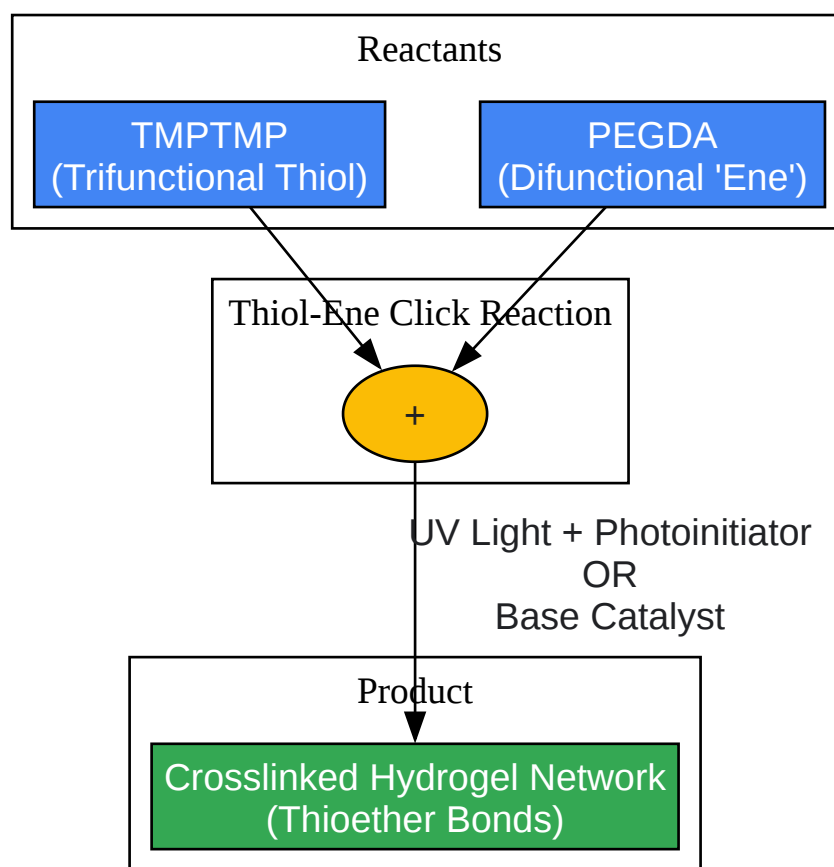 Reactants
TMPTMP
(Trifunctional Thiol)
PEGDA
(Difunctional 'Ene')
Thiol-Ene Click Reaction
+
UV Light + Photoinitiator
OR
Base Catalyst
Product
Crosslinked Hydrogel Network
(Thioether Bonds)